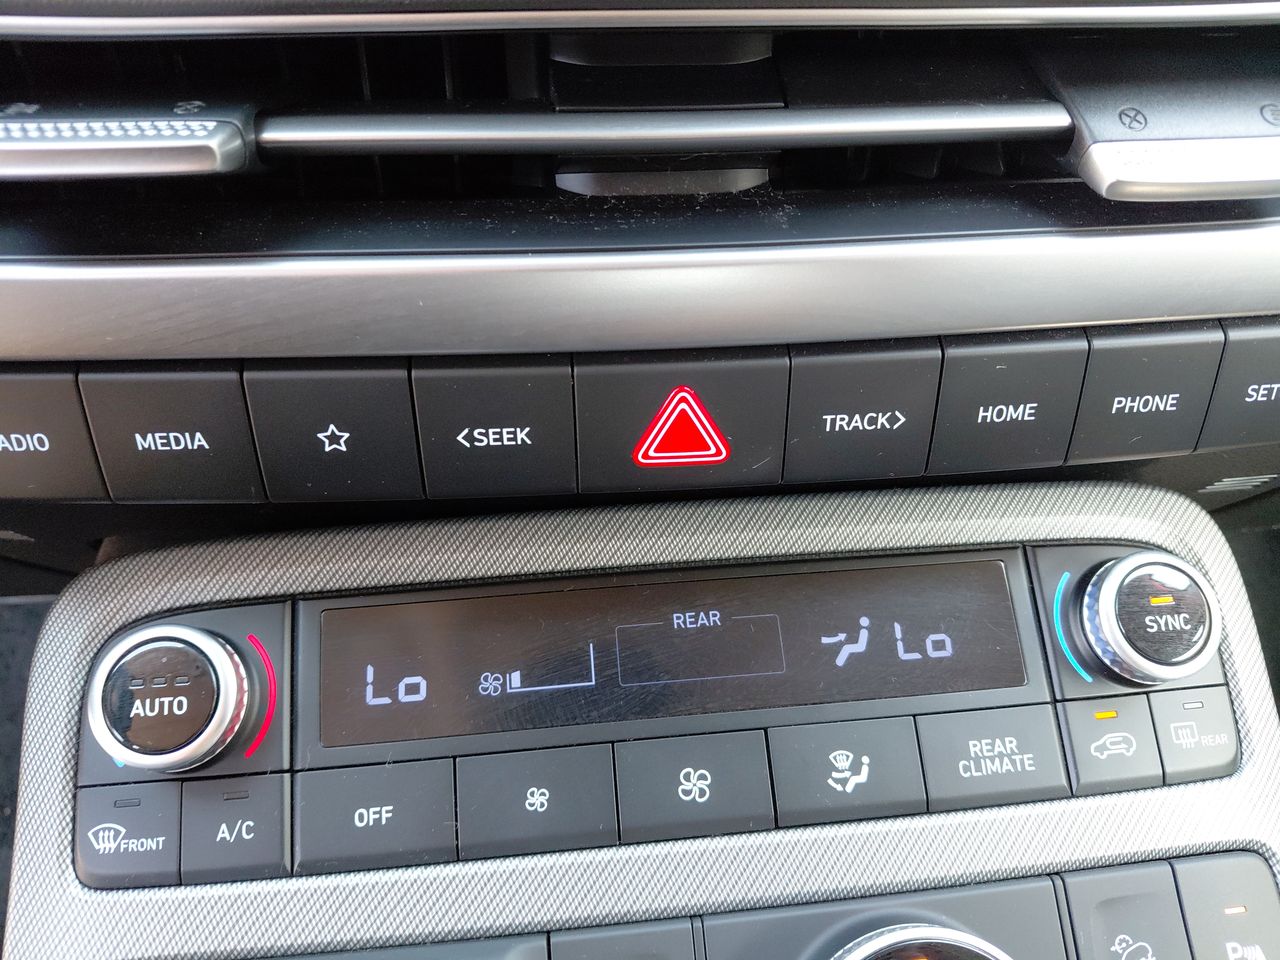 ADIO
MEDIA
<SEEK
TRACK>
HOME
PHONE
SET
AUTO
Lo
REAR
Lo
SYNC
FRONT
A/C
OFF
REAR
CLIMATE
REAR
P